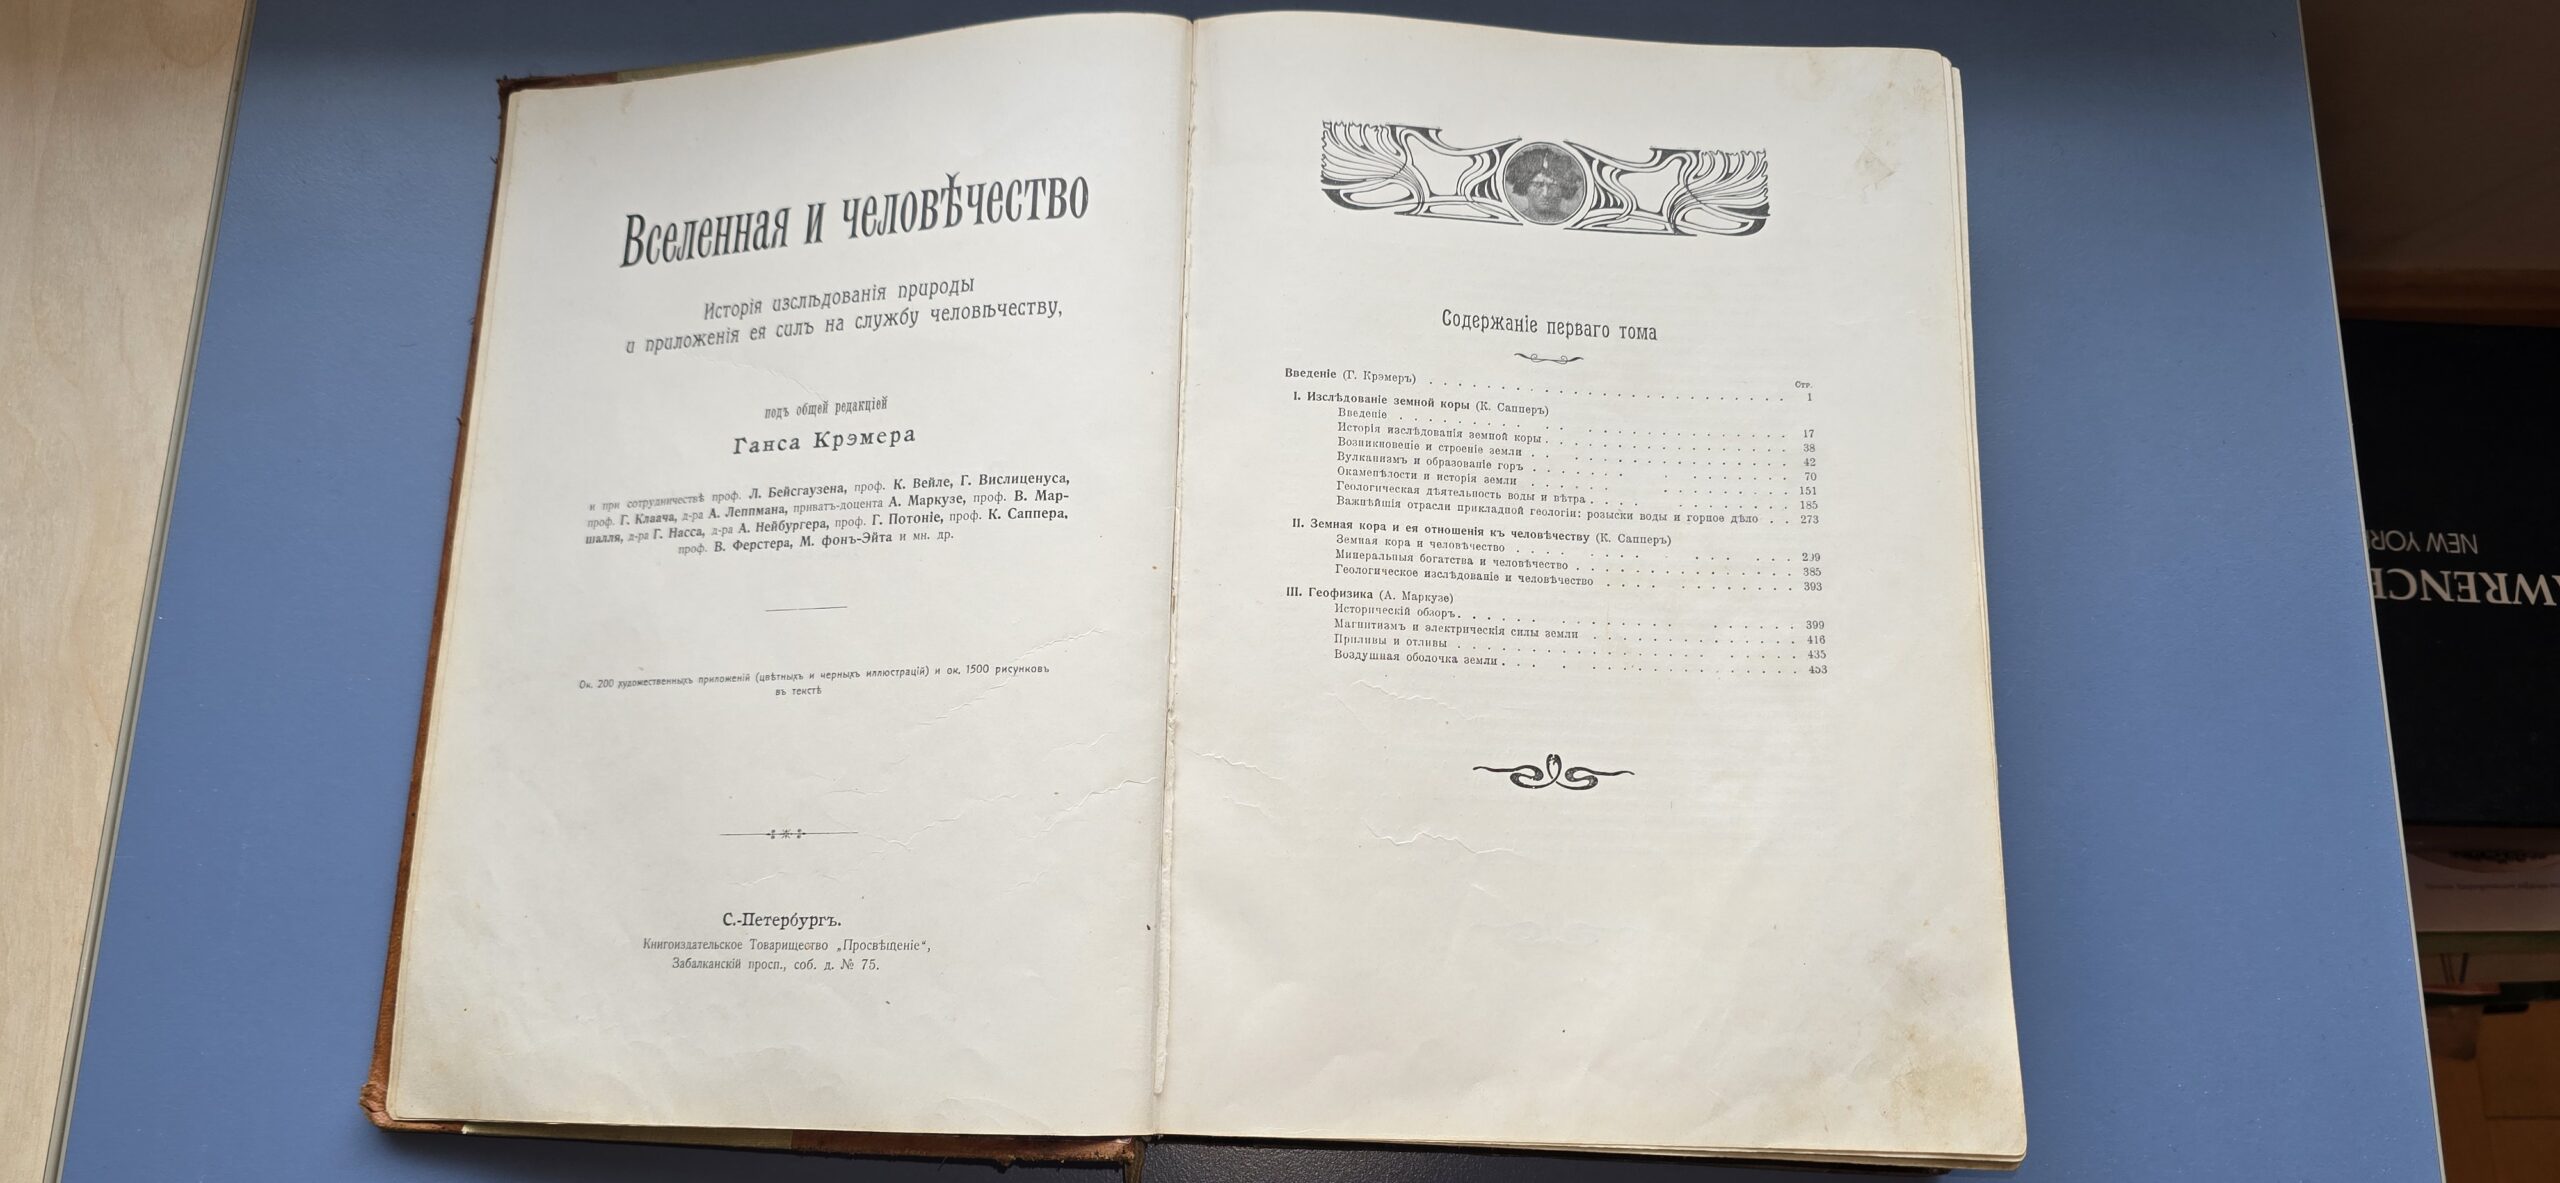 Вселенная и человѣчество
Исторія изслѣдованія природы
и приложенія ея силъ на службу человѣчеству,
подъ общей редакціей
Ганса Крэмера
и при сотрудничествѣ проф. Л. Бейсгаузена, проф. К. Вейле, Г. Вислиценуса,
проф. Г. Клаача, д-ра А. Леппмана, приватъ-доцента А. Маркузе, проф. В. Мар-
шалля, д-ра Г. Насса, д-ра А. Нейбургера, проф. Г. Потоніе, проф. К. Саппера,
проф. В. Ферстера, М. фонъ-Эйта и мн. др.
Ок. 200 художественныхъ приложеній (цвѣтныхъ и черныхъ иллюстрацій) и ок. 1500 рисунковъ
въ текстѣ
С.-Петербургъ.
Книгоиздательское Товарищество „Просвѣщеніе“,
Забалканскій просп., соб. д. № 75.
Содержаніе перваго тома
Стр.
Введеніе (Г. Крэмеръ) . . . 1
I. Изслѣдованіе земной коры (К. Сапперъ)
Введеніе . . . 17
Исторія изслѣдованія земной коры . . . 38
Возникновеніе и строеніе земли . . . 42
Вулканизмъ и образованіе горъ . . . 70
Окаменѣлости и исторія земли . . . 151
Геологическая дѣятельность воды и вѣтра . . . 185
Важнѣйшія отрасли прикладной геологіи: розыски воды и горное дѣло . . 273
II. Земная кора и ея отношенія къ человѣчеству (К. Сапперъ)
Земная кора и человѣчество . . . 299
Минеральныя богатства и человѣчество . . . 385
Геологическое изслѣдованіе и человѣчество . . . 393
III. Геофизика (А. Маркузе)
Историческій обзоръ . . . 399
Магнитизмъ и электрическія силы земли . . . 416
Приливы и отливы . . . 435
Воздушная оболочка земли . . . 453
NEW YORK
WRENCE